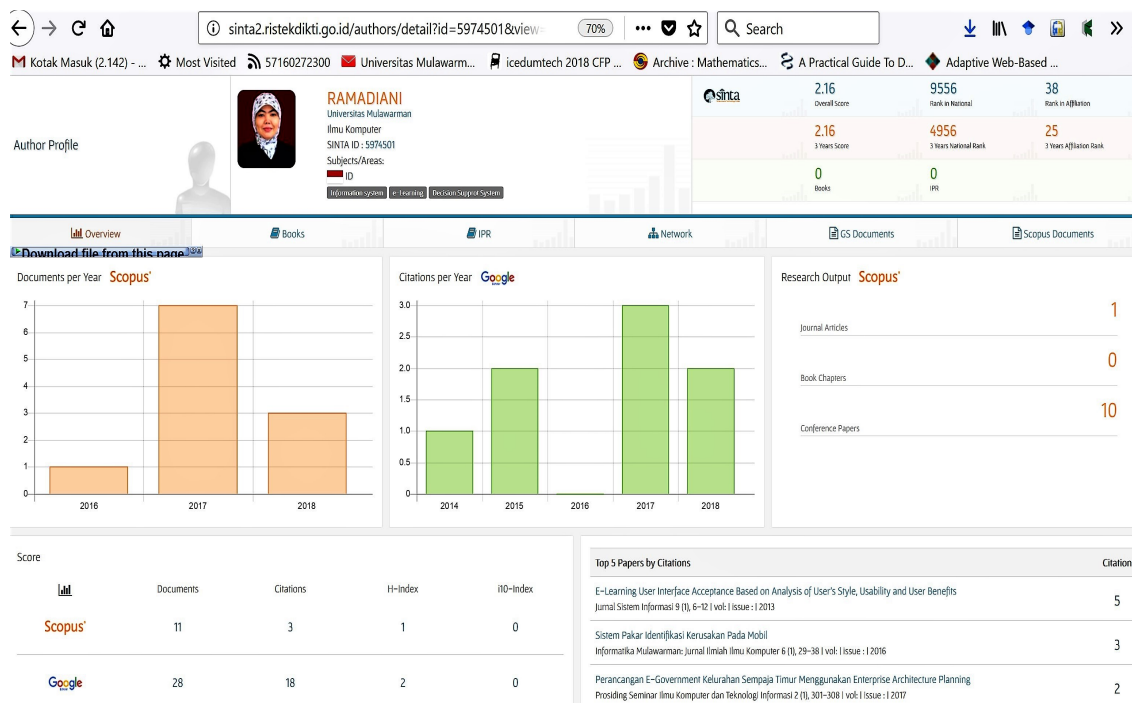 sinta2.ristekdikti.go.id/authors/detail?id=5974501&view=
70%
Search
Kotak Masuk (2.142) - ...
Most Visited
57160272300
Universitas Mulawarm...
icedumtech 2018 CFP ...
Archive : Mathematics...
A Practical Guide To D...
Adaptive Web-Based ...
Author Profile
RAMADIANI
Universitas Mulawarman
Ilmu Komputer
SINTA ID : 5974501
Subjects/Areas:
ID
Information system e-Learning Decision Supprot System
sinta
2.16 9556 38
Overall Score Rank in National Rank in Affiliation
2.16 4956 25
3 Years Score 3 Years National Rank 3 Years Affiliation Rank
0 0
Books IPR
Overview Books IPR Network GS Documents Scopus Documents
Download file from this page
Documents per Year Scopus
7
6
5
4
3
2
1
0
2016 2017 2018
Citations per Year Google
3.0
2.5
2.0
1.5
1.0
0.5
0
2014 2015 2016 2017 2018
Research Output Scopus
1
Journal Articles
0
Book Chapters
10
Conference Papers
Score
Documents Citations H-Index i10-Index
Scopus 11 3 1 0
Google 28 18 2 0
Top 5 Papers by Citations Citation
E-Learning User Interface Acceptance Based on Analysis of User's Style, Usability and User Benefits
Jurnal Sistem Informasi 9 (1), 6-12 | vol: | issue : | 2013
5
Sistem Pakar Identifikasi Kerusakan Pada Mobil
Informatika Mulawarman: Jurnal Ilmiah Ilmu Komputer 6 (1), 29-38 | vol: | issue : | 2016
3
Perancangan E-Government Kelurahan Sempaja Timur Menggunakan Enterprise Architecture Planning
Prosiding Seminar Ilmu Komputer dan Teknologi Informasi 2 (1), 301-308 | vol: | issue : | 2017
2